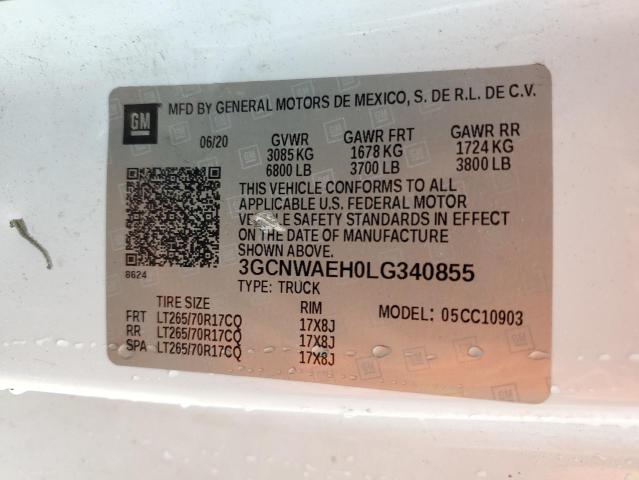 GM MFD BY GENERAL MOTORS DE MEXICO, S. DE R.L. DE C.V.
06/20 GVWR GAWR FRT GAWR RR
3085 KG 1678 KG 1724 KG
6800 LB 3700 LB 3800 LB
THIS VEHICLE CONFORMS TO ALL
APPLICABLE U.S. FEDERAL MOTOR
VEHICLE SAFETY STANDARDS IN EFFECT
ON THE DATE OF MANUFACTURE
SHOWN ABOVE.
8624
3GCNWAEH0LG340855
TYPE: TRUCK
TIRE SIZE RIM MODEL: 05CC10903
FRT LT265/70R17CQ 17X8J
RR LT265/70R17CQ 17X8J
SPA LT265/70R17CQ 17X8J